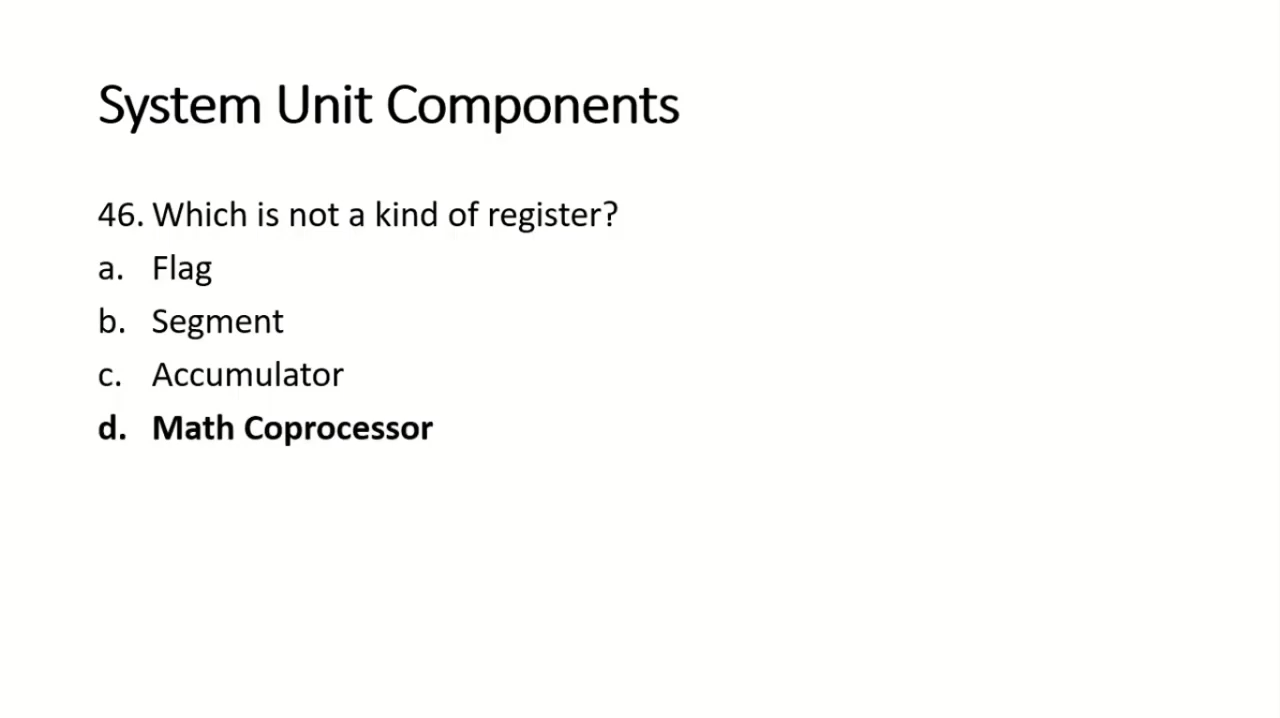 System Unit Components
46. Which is not a kind of register?
a. Flag
b. Segment
c. Accumulator
d. Math Coprocessor